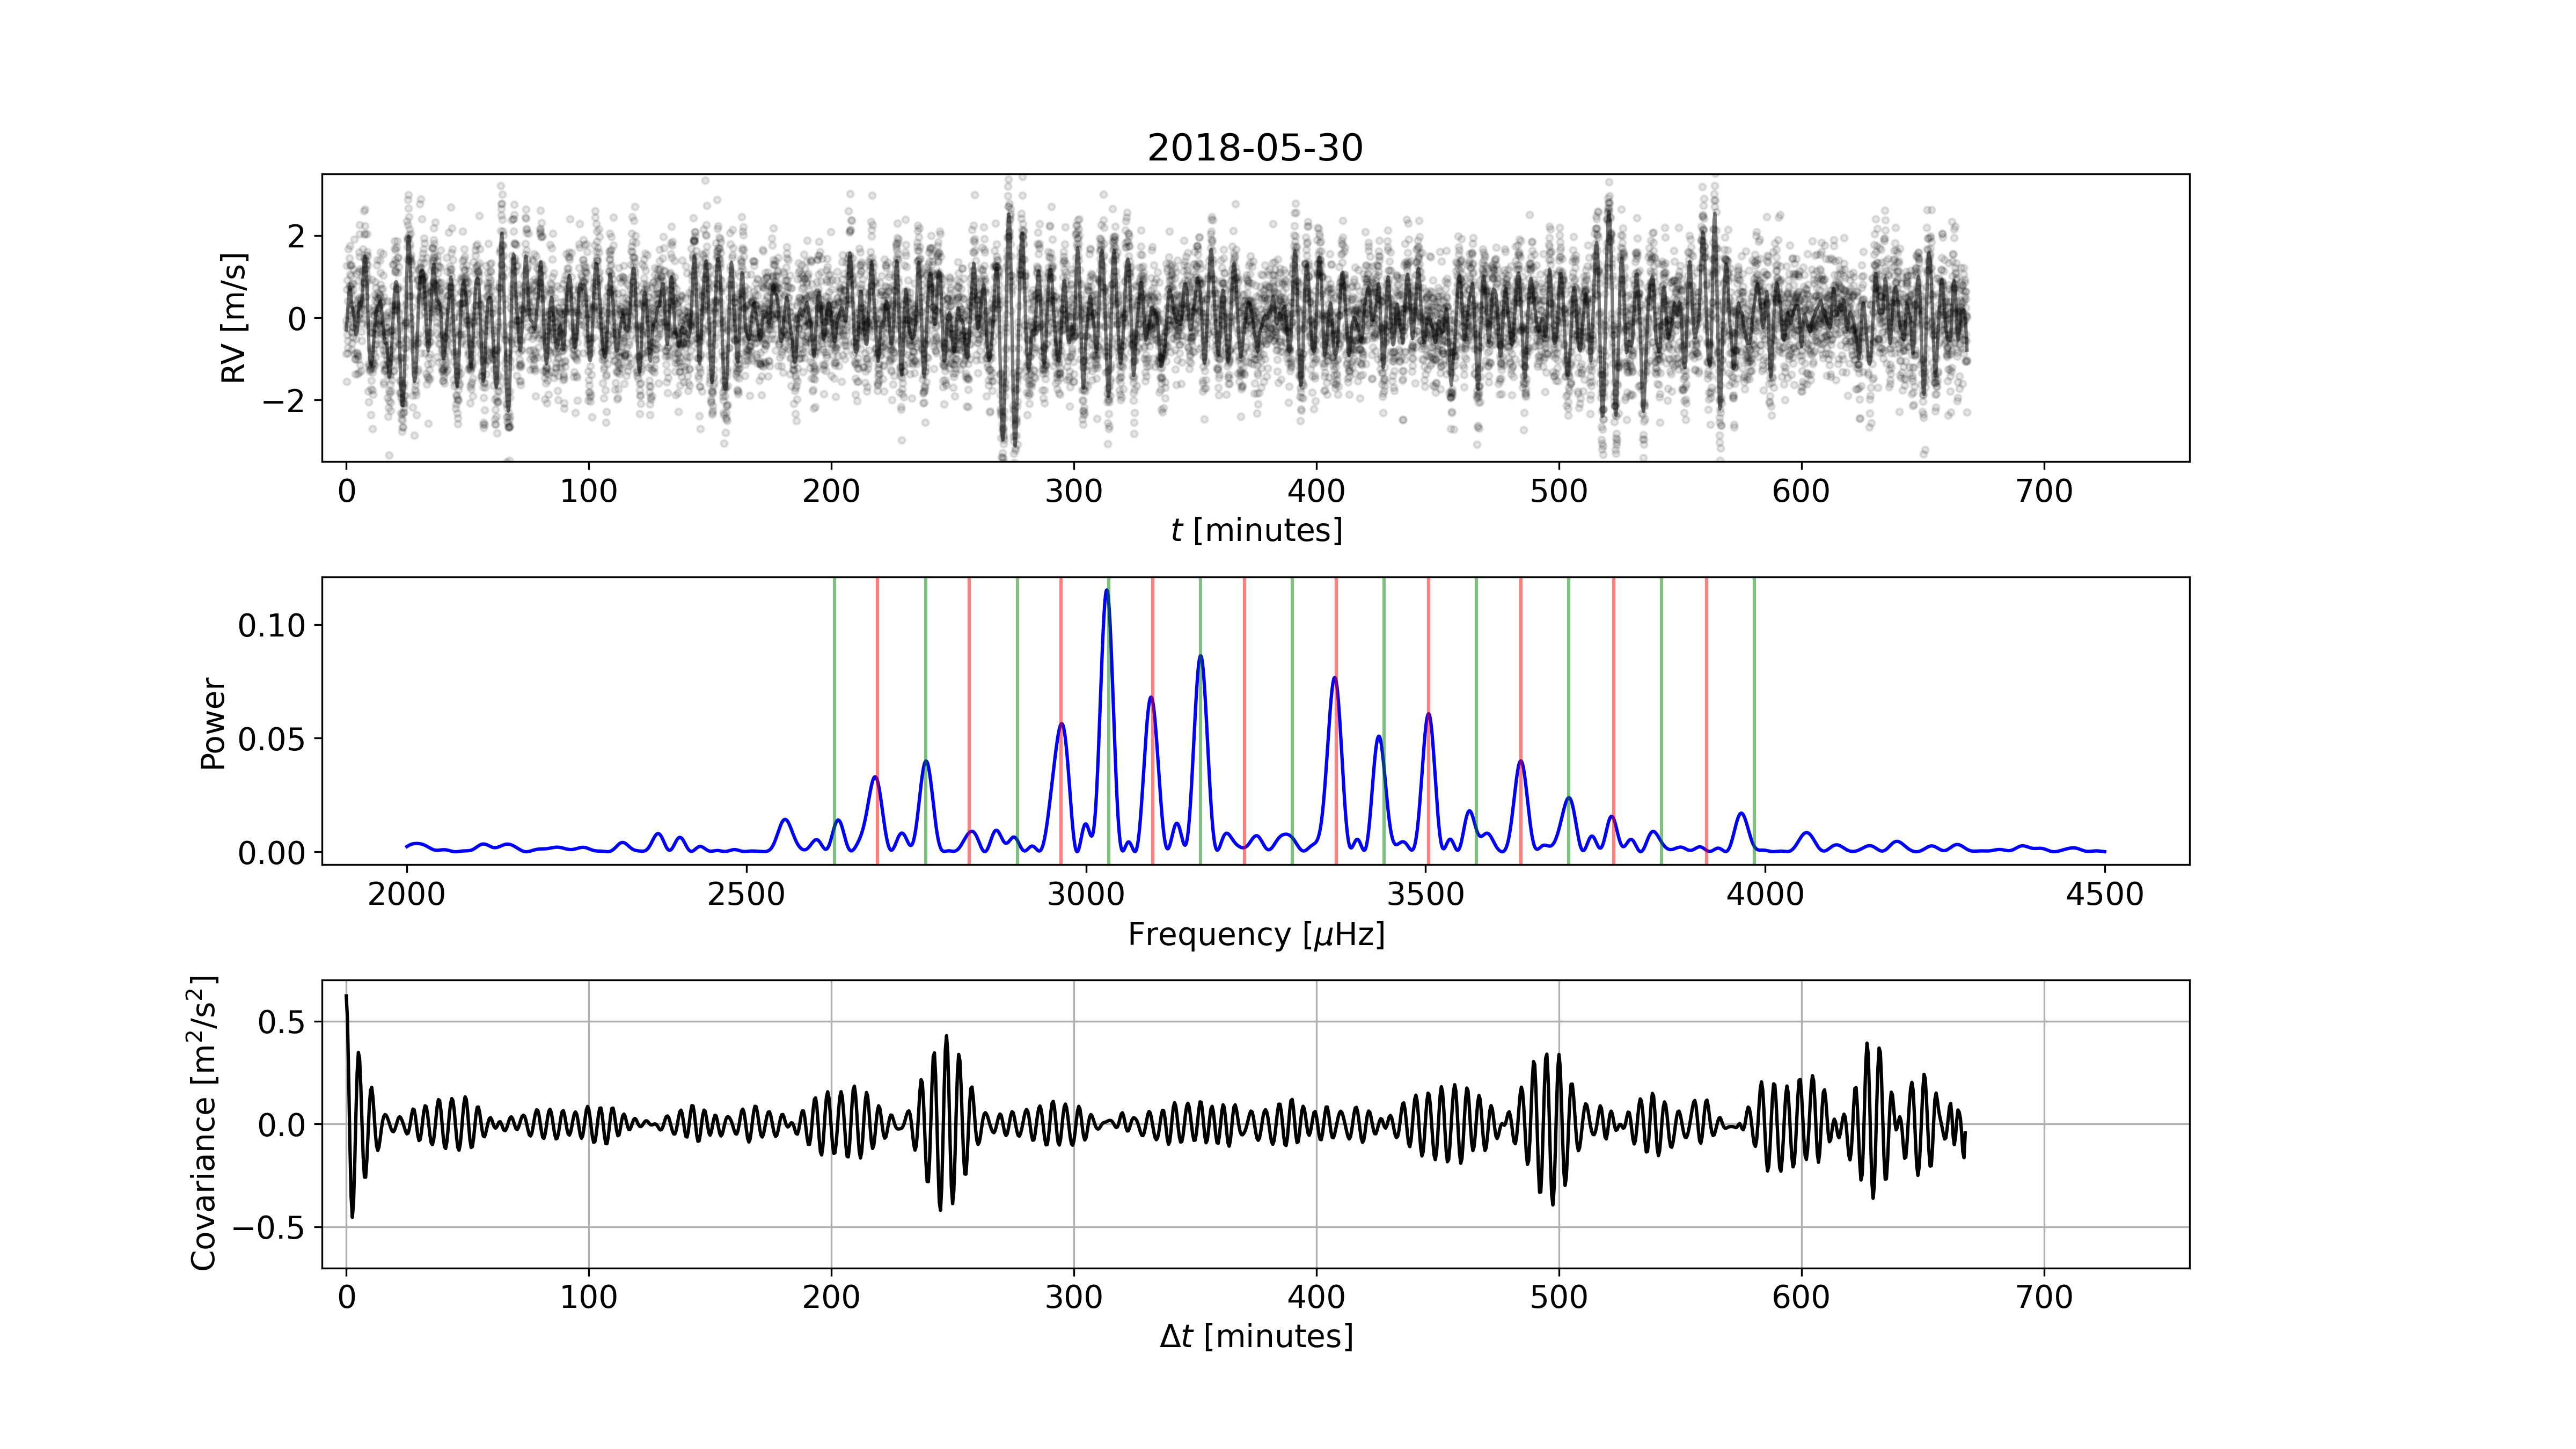 2018-05-30
RV [m/s]
2
0
−2
0 100 200 300 400 500 600 700
t [minutes]
Power
0.10
0.05
0.00
2000 2500 3000 3500 4000 4500
Frequency [μHz]
Covariance [m²/s²]
0.5
0.0
−0.5
0 100 200 300 400 500 600 700
Δt [minutes]